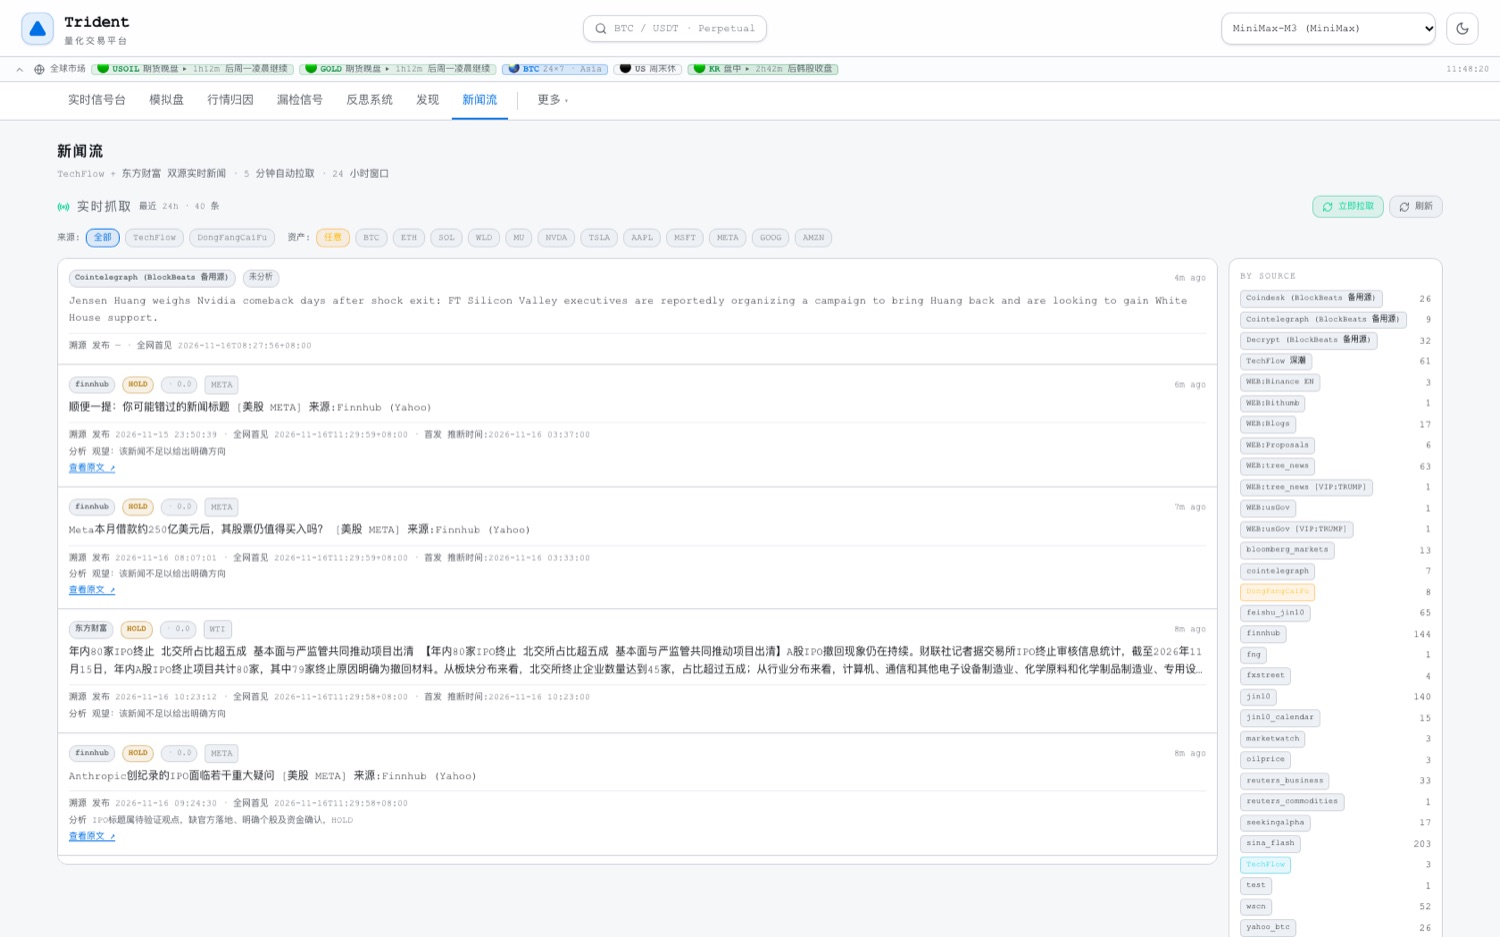 Trident
量化交易平台
BTC / USDT · Perpetual
MiniMax-M3 (MiniMax)
全球市场
USOIL 期货晚盘 ▸ 1h12m 后周一凌晨继续
GOLD 期货晚盘 ▸ 1h12m 后周一凌晨继续
BTC 24×7 · Asia
US 周末休
KR 盘中 ▸ 2h42m 后韩股收盘
11:48:20
实时信号台
模拟盘
行情归因
漏检信号
反思系统
发现
新闻流
更多
新闻流
TechFlow + 东方财富 双源实时新闻 · 5 分钟自动拉取 · 24 小时窗口
实时抓取 最近 24h · 40 条
立即拉取
刷新
来源: 全部 TechFlow DongFangCaiFu 资产: 任意 BTC ETH SOL WLD MU NVDA TSLA AAPL MSFT META GOOG AMZN
Cointelegraph (BlockBeats 备用源) 未分析 4m ago
Jensen Huang weighs Nvidia comeback days after shock exit: FT Silicon Valley executives are reportedly organizing a campaign to bring Huang back and are looking to gain White
House support.
溯源 发布 — · 全网首见 2026-11-16T08:27:56+08:00
finnhub HOLD · 0.0 META 6m ago
顺便一提: 你可能错过的新闻标题 [美股 META] 来源:Finnhub (Yahoo)
溯源 发布 2026-11-15 23:50:39 · 全网首见 2026-11-16T11:29:59+08:00 · 首发 推断时间:2026-11-16 03:37:00
分析 观望: 该新闻不足以给出明确方向
查看原文 ↗
finnhub HOLD · 0.0 META 7m ago
Meta本月借款约250亿美元后, 其股票仍值得买入吗? [美股 META] 来源:Finnhub (Yahoo)
溯源 发布 2026-11-16 08:07:01 · 全网首见 2026-11-16T11:29:59+08:00 · 首发 推断时间:2026-11-16 03:33:00
分析 观望: 该新闻不足以给出明确方向
查看原文 ↗
东方财富 HOLD · 0.0 WTI 8m ago
年内80家IPO终止 北交所占比超五成 基本面与严监管共同推动项目出清 【年内80家IPO终止 北交所占比超五成 基本面与严监管共同推动项目出清】A股IPO撤回现象仍在持续。财联社记者据交易所IPO终止审核信息统计, 截至2026年11
月15日, 年内A股IPO终止项目共计80家, 其中79家终止原因明确为撤回材料。从板块分布来看, 北交所终止企业数量达到45家, 占比超过五成; 从行业分布来看, 计算机、通信和其他电子设备制造业、化学原料和化学制品制造业、专用设…
溯源 发布 2026-11-16 10:23:12 · 全网首见 2026-11-16T11:29:58+08:00 · 首发 推断时间:2026-11-16 10:23:00
分析 观望: 该新闻不足以给出明确方向
finnhub HOLD · 0.0 META 8m ago
Anthropic创纪录的IPO面临若干重大疑问 [美股 META] 来源:Finnhub (Yahoo)
溯源 发布 2026-11-16 09:24:30 · 全网首见 2026-11-16T11:29:58+08:00
分析 IPO标题属待验证观点, 缺官方落地、明确个股及资金确认, HOLD
查看原文 ↗
BY SOURCE
Coindesk (BlockBeats 备用源) 26
Cointelegraph (BlockBeats 备用源) 9
Decrypt (BlockBeats 备用源) 32
TechFlow 深潮 61
WEB:Binance EN 3
WEB:Bithumb 1
WEB:Blogs 17
WEB:Proposals 6
WEB:tree_news 63
WEB:tree_news [VIP:TRUMP] 1
WEB:usGov 1
WEB:usGov [VIP:TRUMP] 1
bloomberg_markets 13
cointelegraph 7
DongFangCaiFu 8
feishu_jin10 65
finnhub 144
fng 1
fxstreet 4
jin10 140
jin10_calendar 15
marketwatch 3
oilprice 3
reuters_business 33
reuters_commodities 1
seekingalpha 17
sina_flash 203
TechFlow 3
test 1
wscn 52
yahoo_btc 26